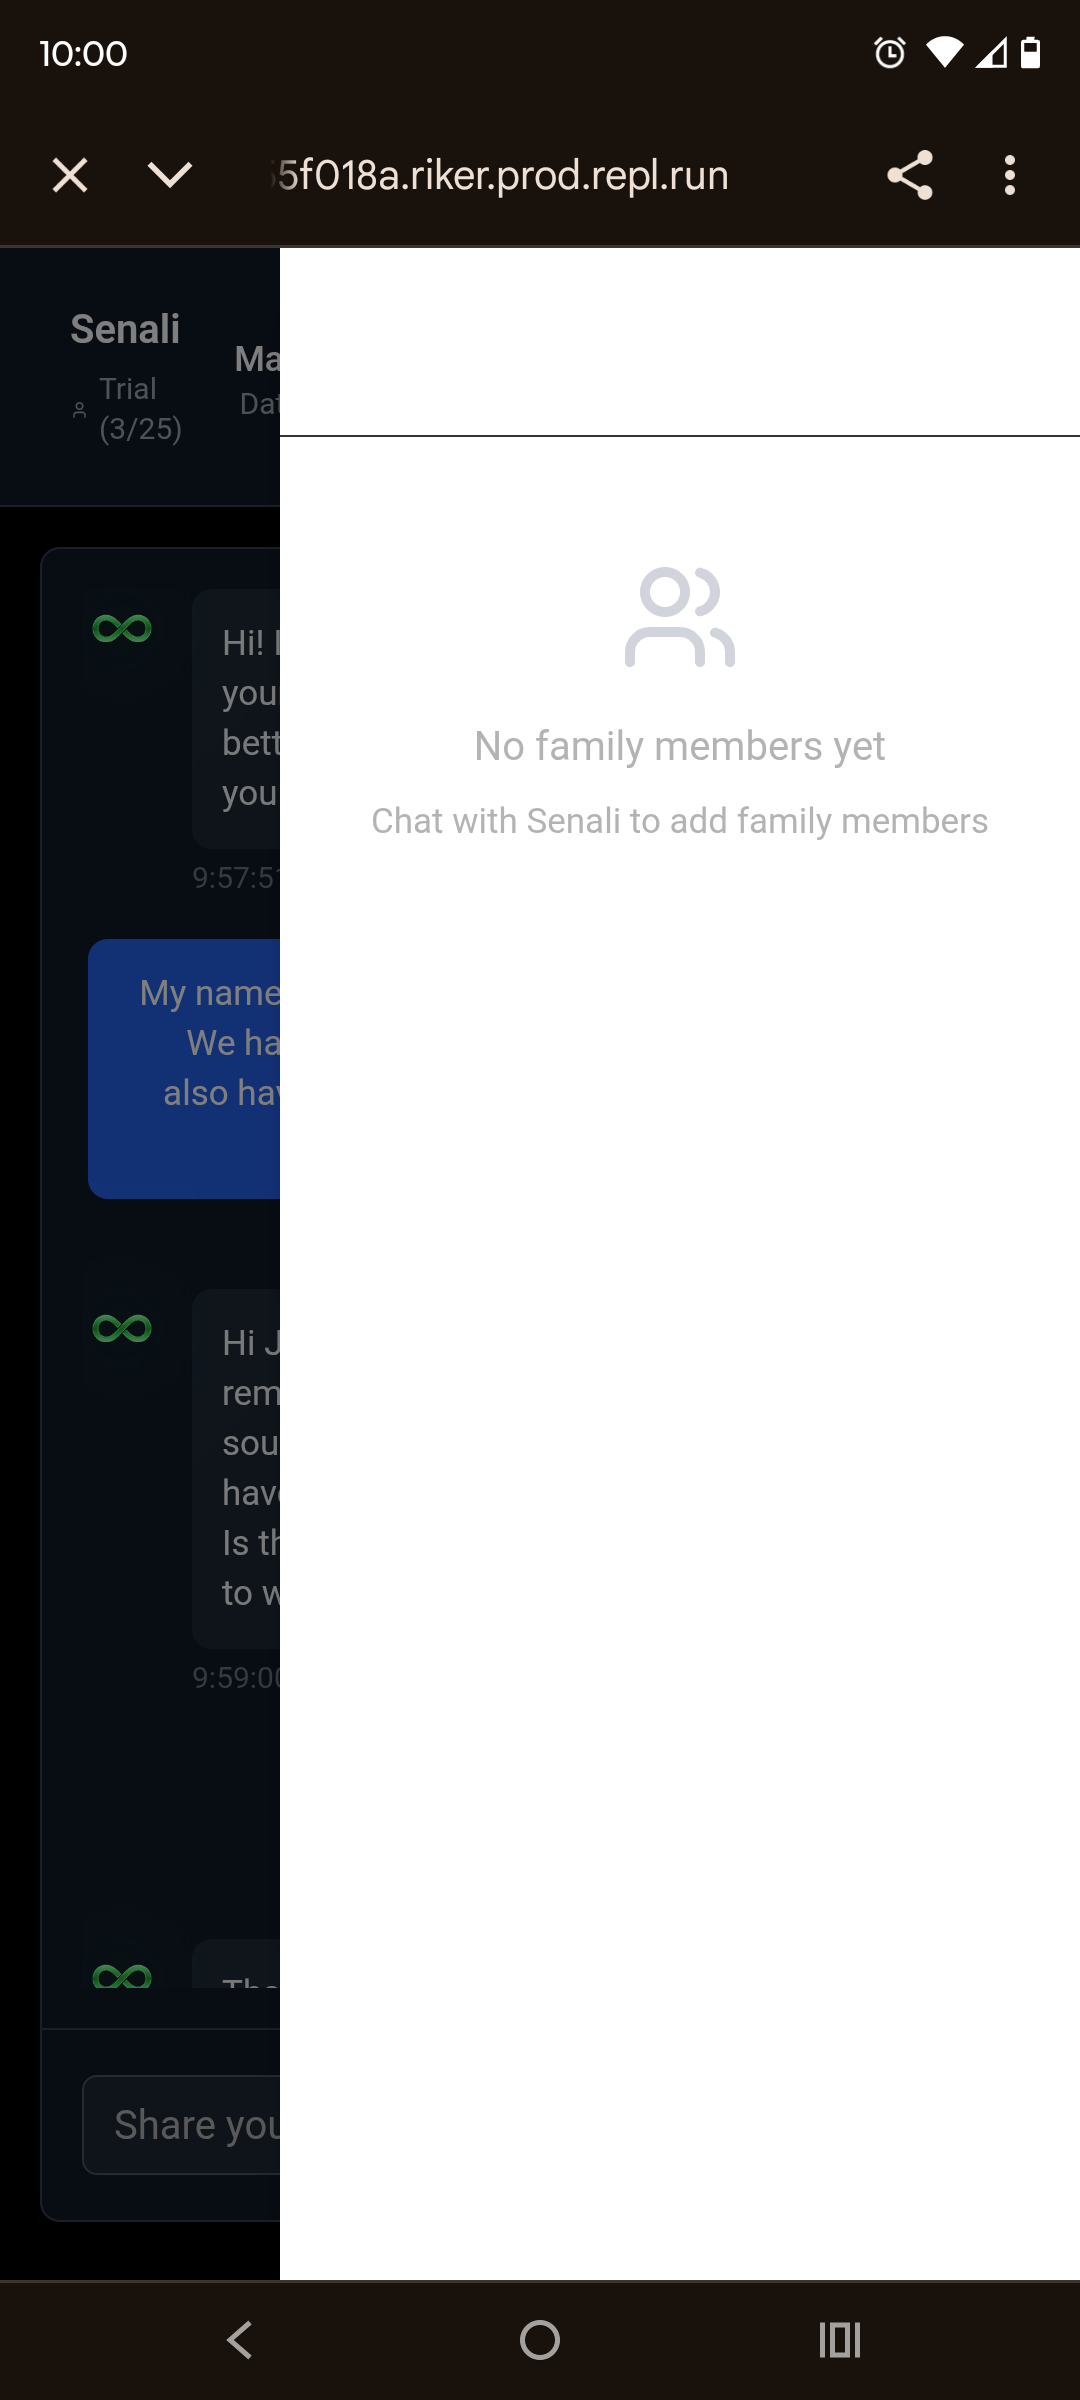 10:00
5f018a.riker.prod.repl.run
Senali
Trial
(3/25)
Ma
Dat
Hi! I
you
bett
you
9:57:51
My name
We ha
also hav
Hi J
rem
sou
have
Is th
to w
9:59:00
The
Share you
No family members yet
Chat with Senali to add family members